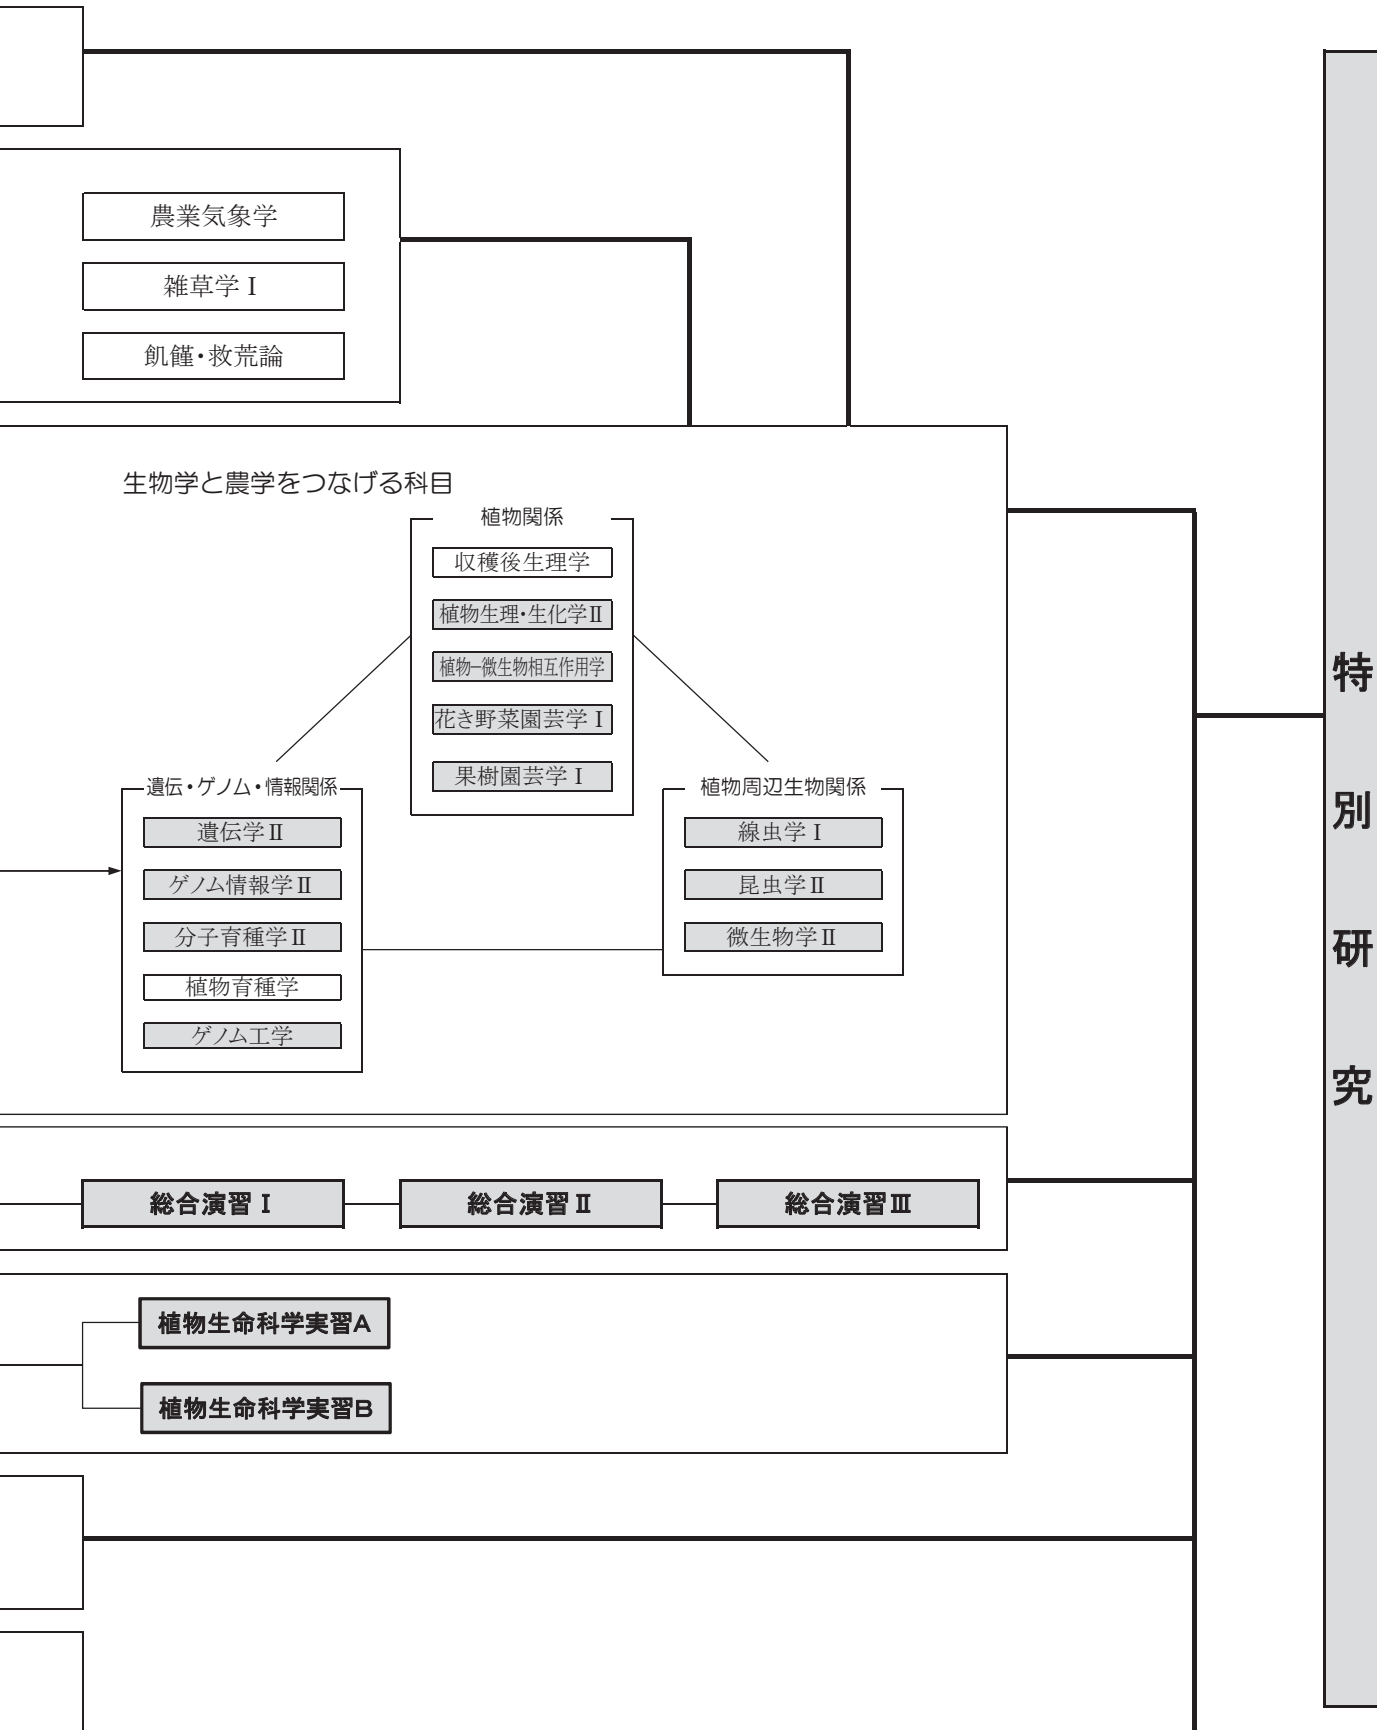 農業気象学
雑草学Ⅰ
飢饉・救荒論
生物学と農学をつなげる科目
植物関係
収穫後生理学
植物生理・生化学Ⅱ
植物ー微生物相互作用学
花き野菜園芸学Ⅰ
果樹園芸学Ⅰ
遺伝・ゲノム・情報関係
遺伝学Ⅱ
ゲノム情報学Ⅱ
分子育種学Ⅱ
植物育種学
ゲノム工学
植物周辺生物関係
線虫学Ⅰ
昆虫学Ⅱ
微生物学Ⅱ
総合演習Ⅰ
総合演習Ⅱ
総合演習Ⅲ
植物生命科学実習A
植物生命科学実習B
特別研究